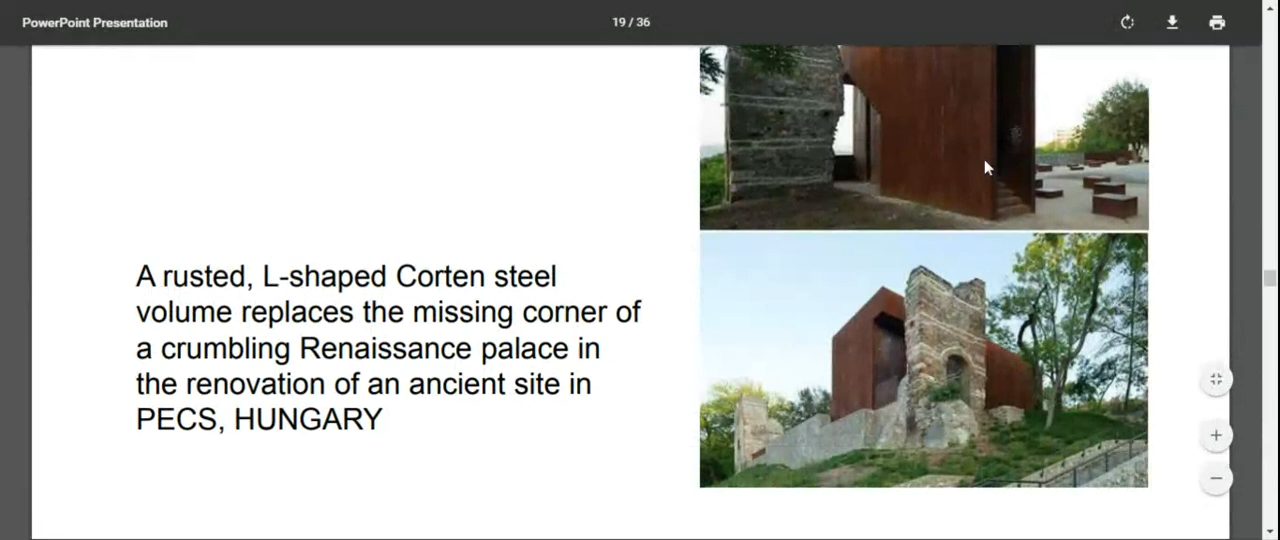 PowerPoint Presentation
19 / 36
A rusted, L-shaped Corten steel
volume replaces the missing corner of
a crumbling Renaissance palace in
the renovation of an ancient site in
PECS, HUNGARY